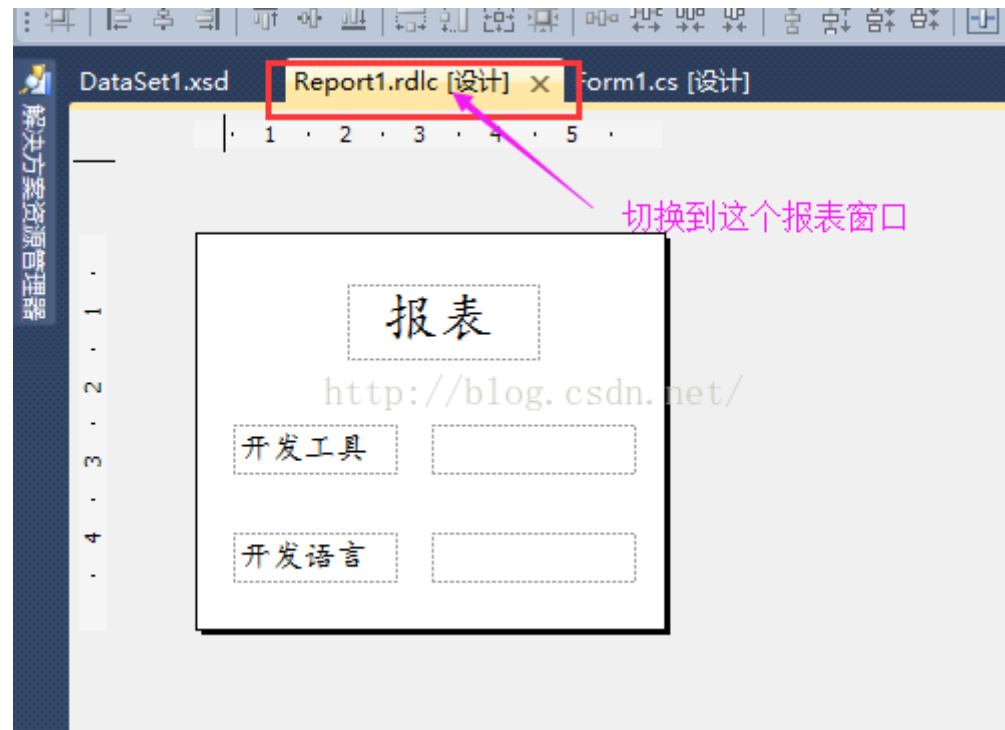 DataSet1.xsd Report1.rdlc [设计] Form1.cs [设计]
解决方案资源管理器
1 2 3 4 5
切换到这个报表窗口
1
2
3
4
报表
http://blog.csdn.net/
开发工具
开发语言